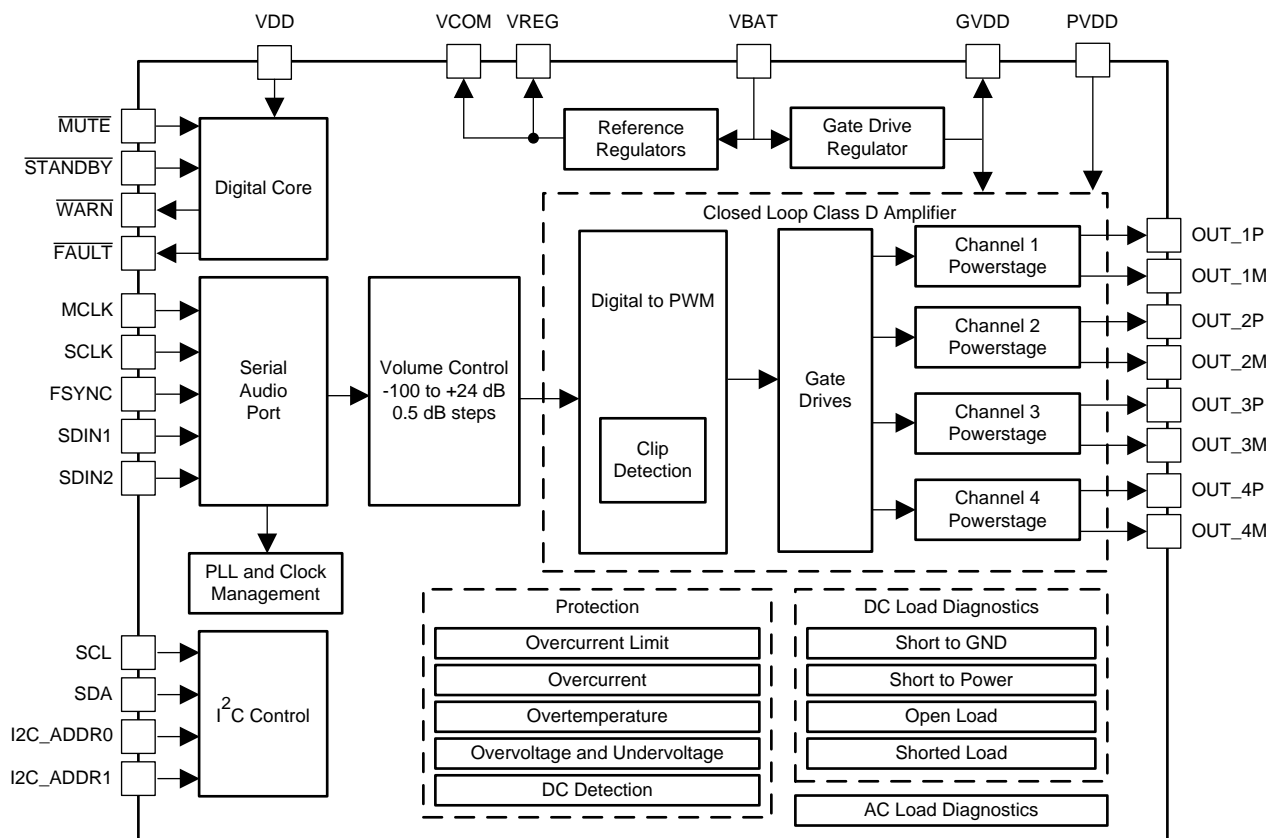 VDD
VCOM
VREG
VBAT
GVDD
PVDD
MUTE
STANDBY
WARN
FAULT
Digital Core
Reference
Regulators
Gate Drive
Regulator
MCLK
SCLK
FSYNC
SDIN1
SDIN2
Serial
Audio
Port
Volume Control
-100 to +24 dB
0.5 dB steps
Closed Loop Class D Amplifier
Digital to PWM
Clip
Detection
Gate
Drives
Channel 1
Powerstage
Channel 2
Powerstage
Channel 3
Powerstage
Channel 4
Powerstage
OUT_1P
OUT_1M
OUT_2P
OUT_2M
OUT_3P
OUT_3M
OUT_4P
OUT_4M
PLL and Clock
Management
SCL
SDA
I2C_ADDR0
I2C_ADDR1
I²C Control
Protection
Overcurrent Limit
Overcurrent
Overtemperature
Overvoltage and Undervoltage
DC Detection
DC Load Diagnostics
Short to GND
Short to Power
Open Load
Shorted Load
AC Load Diagnostics